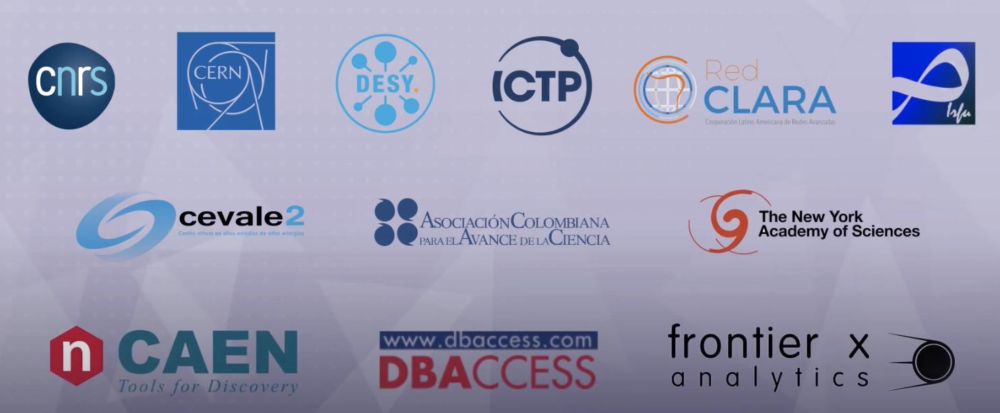 cnrs
CERN
DESY.
ICTP
Red
CLARA
Cooperación Latino Americana de Redes Avanzadas
Irfu
cevale2
Centro virtual de altos estudios de altas energías
ASOCIACIÓN COLOMBIANA
PARA EL AVANCE DE LA CIENCIA
The New York
Academy of Sciences
n CAEN
Tools for Discovery
www.dbaccess.com
DBACCESS
frontier x
analytics